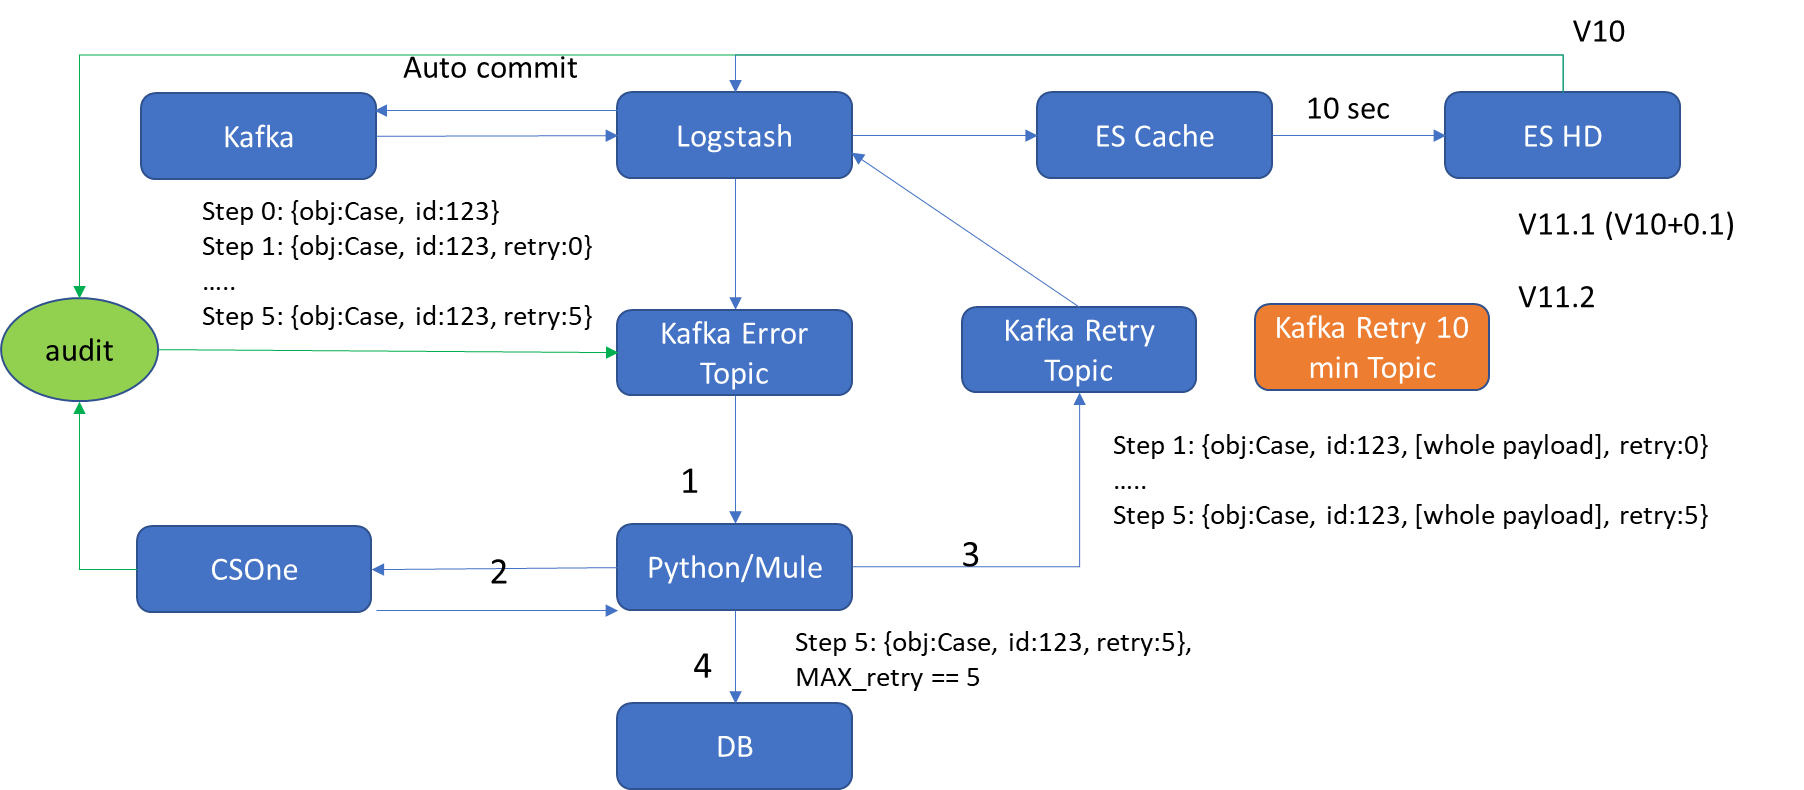 V10
Auto commit
Kafka
Logstash
ES Cache
10 sec
ES HD
Step 0: {obj:Case, id:123}
Step 1: {obj:Case, id:123, retry:0}
…..
Step 5: {obj:Case, id:123, retry:5}
V11.1 (V10+0.1)
V11.2
audit
Kafka Error
Topic
Kafka Retry
Topic
Kafka Retry 10
min Topic
Step 1: {obj:Case, id:123, [whole payload], retry:0}
…..
Step 5: {obj:Case, id:123, [whole payload], retry:5}
1
CSOne
2
Python/Mule
3
4
Step 5: {obj:Case, id:123, retry:5},
MAX_retry == 5
DB